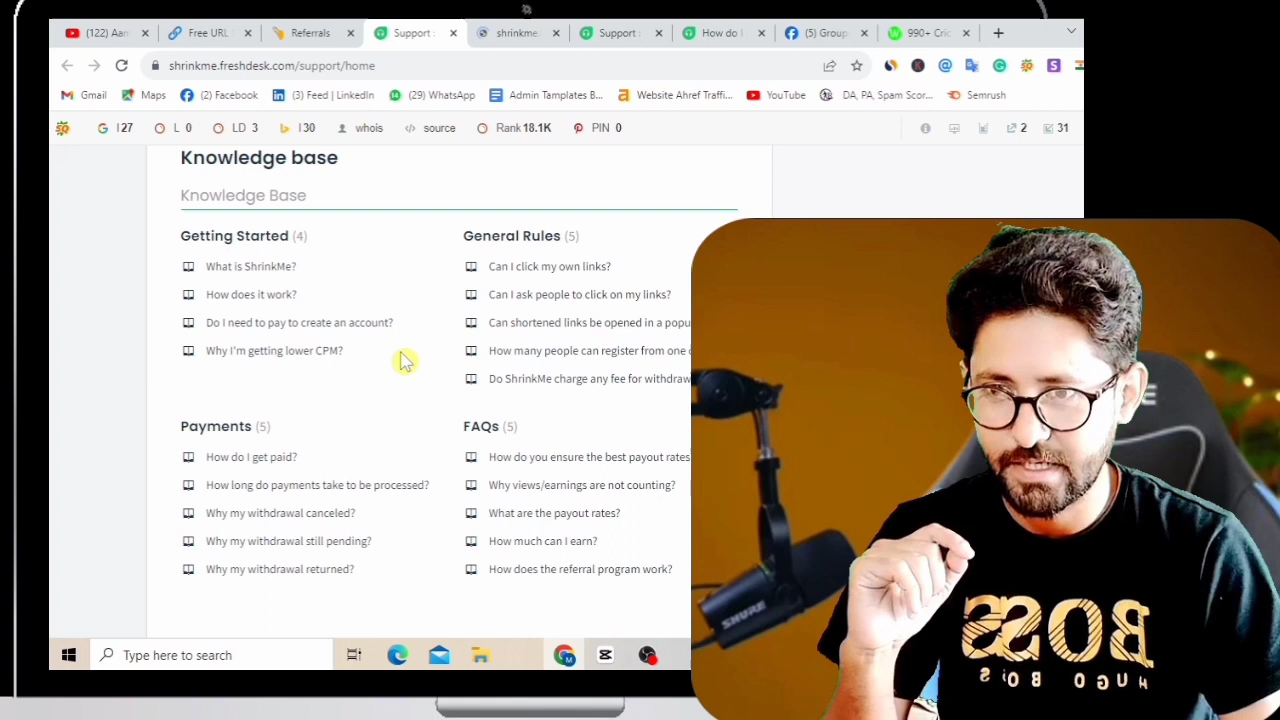 (122) Aan
Free URL
Referrals
Support :
shrinkme.
Support :
How do I
(5) Group
990+ Cric
shrinkme.freshdesk.com/support/home
Gmail
Maps
(2) Facebook
(3) Feed | LinkedIn
(29) WhatsApp
Admin Tamplates B...
Website Ahref Traffi...
YouTube
DA, PA, Spam Scor...
Semrush
I 27
L 0
LD 3
I 30
whois
source
Rank 18.1K
PIN 0
2
31
Knowledge base
Knowledge Base
Getting Started (4)
What is ShrinkMe?
How does it work?
Do I need to pay to create an account?
Why I'm getting lower CPM?
General Rules (5)
Can I click my own links?
Can I ask people to click on my links?
Can shortened links be opened in a popu
How many people can register from one
Do ShrinkMe charge any fee for withdraw
Payments (5)
How do I get paid?
How long do payments take to be processed?
Why my withdrawal canceled?
Why my withdrawal still pending?
Why my withdrawal returned?
FAQs (5)
How do you ensure the best payout rates
Why views/earnings are not counting?
What are the payout rates?
How much can I earn?
How does the referral program work?
Type here to search
SHURE
BOSS
HUGO BOSS